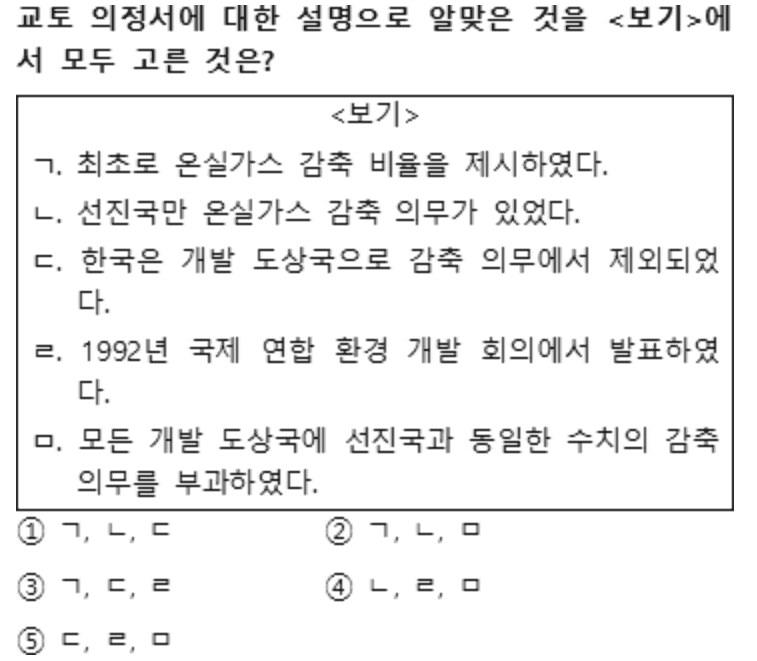 교토 의정서에 대한 설명으로 알맞은 것을 <보기>에
서 모두 고른 것은?
<보기>
ㄱ. 최초로 온실가스 감축 비율을 제시하였다.
ㄴ. 선진국만 온실가스 감축 의무가 있었다.
ㄷ. 한국은 개발 도상국으로 감축 의무에서 제외되었
다.
ㄹ. 1992년 국제 연합 환경 개발 회의에서 발표하였
다.
ㅁ. 모든 개발 도상국에 선진국과 동일한 수치의 감축
의무를 부과하였다.
① ㄱ, ㄴ, ㄷ ② ㄱ, ㄴ, ㅁ
③ ㄱ, ㄷ, ㄹ ④ ㄴ, ㄹ, ㅁ
⑤ ㄷ, ㄹ, ㅁ